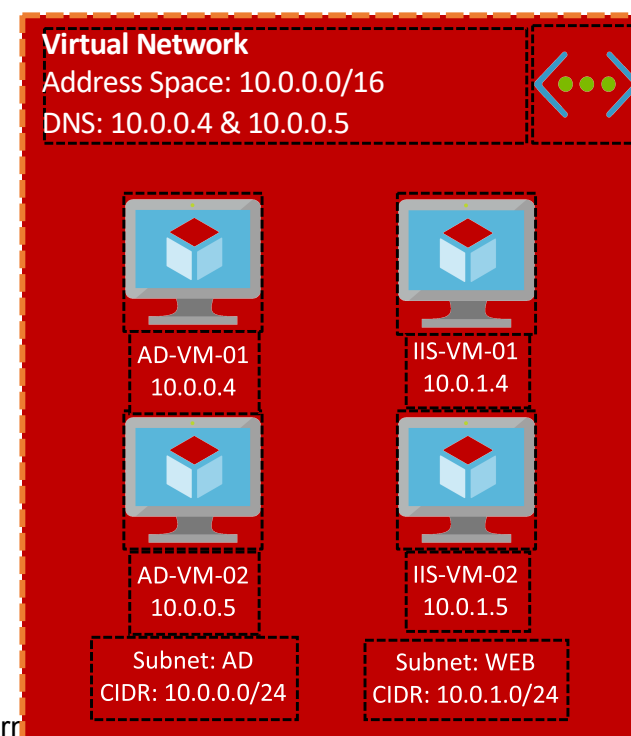 Virtual Network
Address Space: 10.0.0.0/16
DNS: 10.0.0.4 & 10.0.0.5
AD-VM-01
10.0.0.4
IIS-VM-01
10.0.1.4
AD-VM-02
10.0.0.5
IIS-VM-02
10.0.1.5
Subnet: AD
CIDR: 10.0.0.0/24
Subnet: WEB
CIDR: 10.0.1.0/24
rr